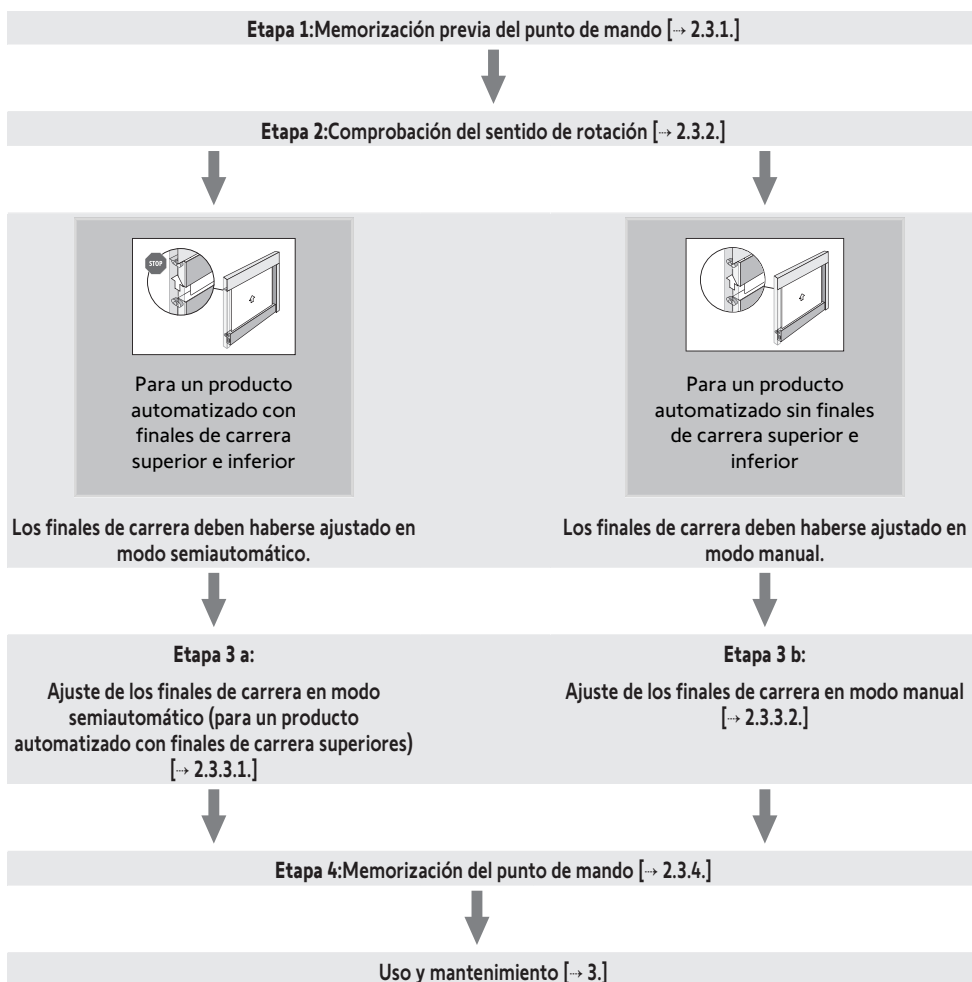 Etapa 1:Memorización previa del punto de mando [⇢ 2.3.1.]
Etapa 2:Comprobación del sentido de rotación [⇢ 2.3.2.]
STOP
Para un producto
automatizado con
finales de carrera
superior e inferior
Los finales de carrera deben haberse ajustado en
modo semiautomático.
Para un producto
automatizado sin finales
de carrera superior e
inferior
Los finales de carrera deben haberse ajustado en
modo manual.
Etapa 3 a:
Ajuste de los finales de carrera en modo
semiautomático (para un producto
automatizado con finales de carrera superiores)
[⇢ 2.3.3.1.]
Etapa 3 b:
Ajuste de los finales de carrera en modo manual
[⇢ 2.3.3.2.]
Etapa 4:Memorización del punto de mando [⇢ 2.3.4.]
Uso y mantenimiento [⇢ 3.]